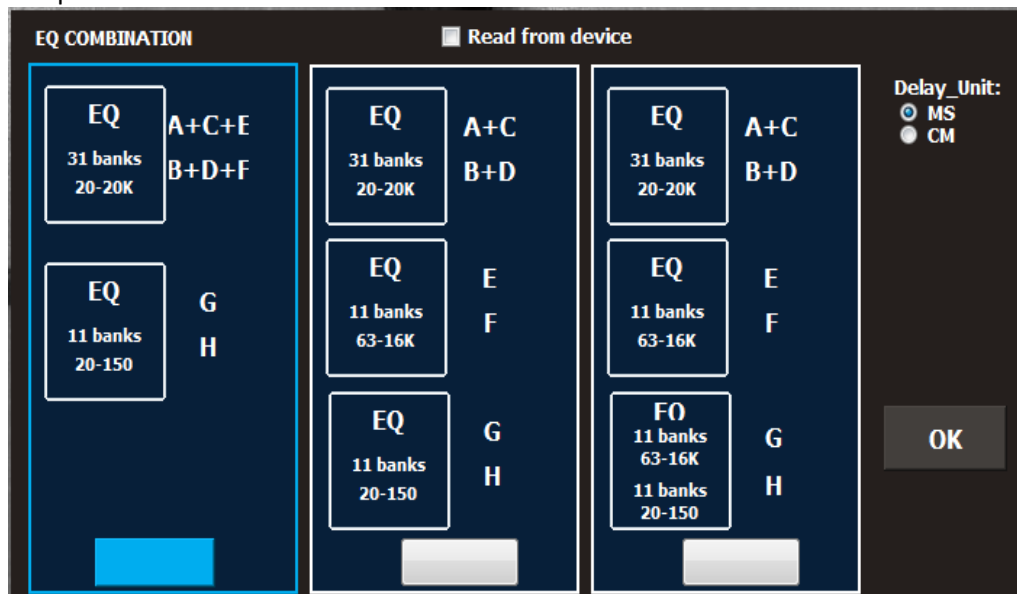 EQ COMBINATION
Read from device
EQ
31 banks
20-20K
A+C+E
B+D+F
EQ
11 banks
20-150
G
H
EQ
31 banks
20-20K
A+C
B+D
EQ
11 banks
63-16K
E
F
EQ
11 banks
20-150
G
H
EQ
31 banks
20-20K
A+C
B+D
EQ
11 banks
63-16K
E
F
EQ
11 banks
63-16K
11 banks
20-150
G
H
Delay_Unit:
MS
CM
OK